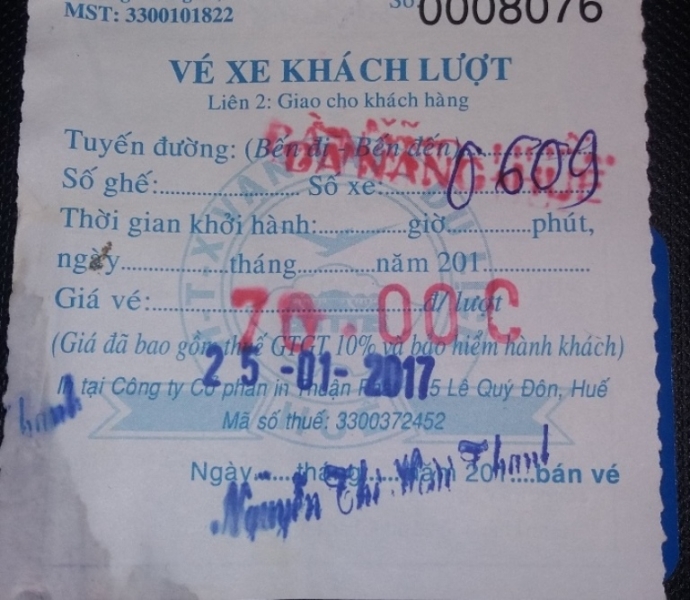 MST: 3300101822
Số 0008076
VÉ XE KHÁCH LƯỢT
Liên 2: Giao cho khách hàng
Tuyến đường: (Bến đi - Bến đến)
ĐÀ NẴNG HUẾ
Số ghế: Số xe: 0609
Thời gian khởi hành: giờ phút,
ngày tháng năm 201
Giá vé: 70.000 đ/ lượt
(Giá đã bao gồm thuế GTGT 10% và bảo hiểm hành khách)
25-01-2017
In tại Công ty Cổ phần in Thuận 5 Lê Quý Đôn, Huế
Mã số thuế: 3300372452
Thanh
Ngày tháng năm 201 bán vé
Nguyễn Thị Thanh